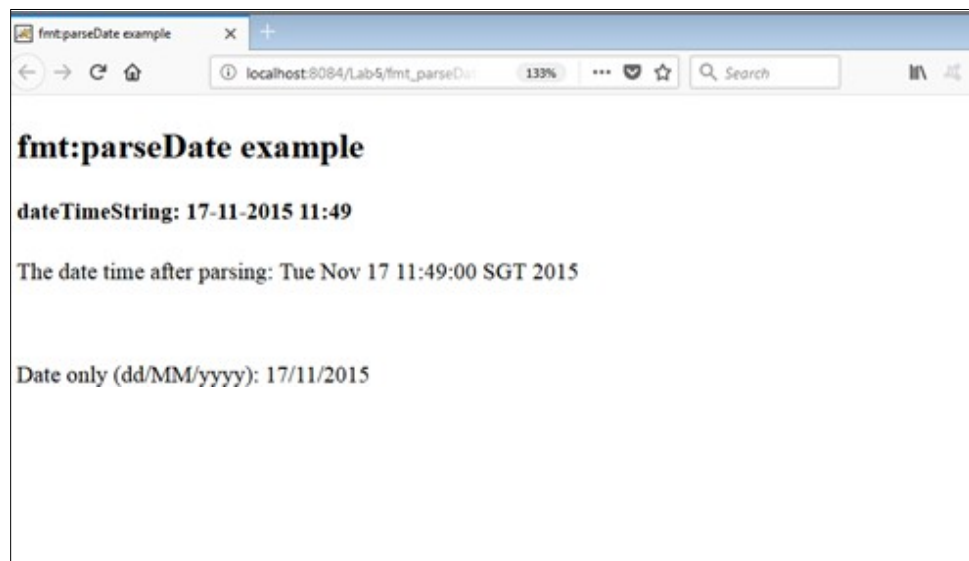 fmt:parseDate example
localhost:8084/Lab5/fmt_parseDa
133%
Search
fmt:parseDate example
dateTimeString: 17-11-2015 11:49
The date time after parsing: Tue Nov 17 11:49:00 SGT 2015
Date only (dd/MM/yyyy): 17/11/2015